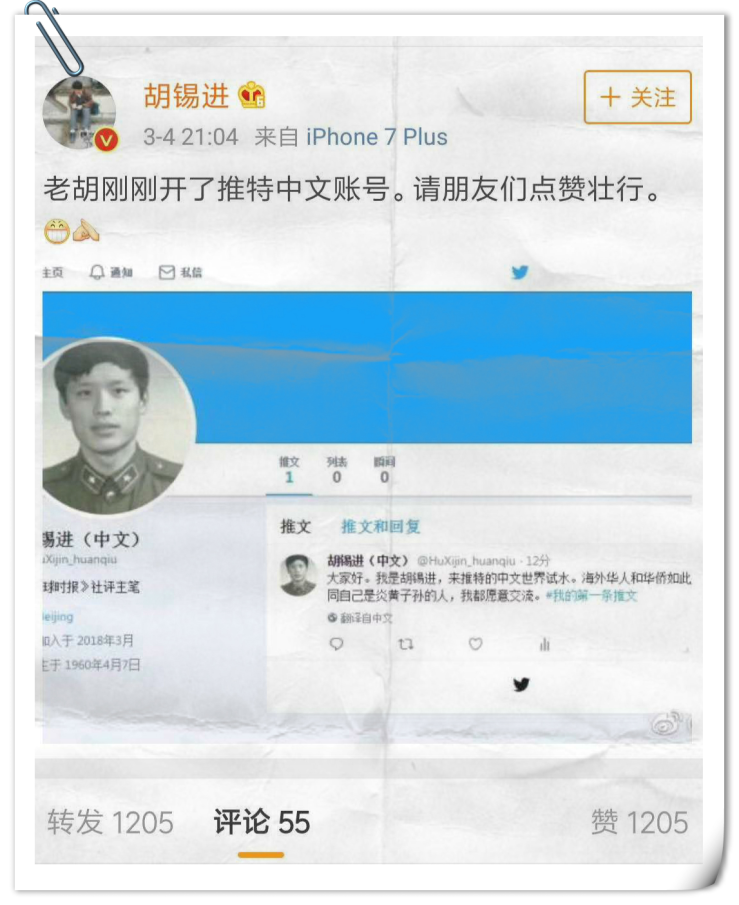 胡锡进
+ 关注
3-4 21:04 来自 iPhone 7 Plus
老胡刚刚开了推特中文账号。请朋友们点赞壮行。
主页 通知 私信
推文 列表 瞬间
1 0 0
锡进（中文）
Xijin_huanqiu
球时报》社评主笔
eijing
加入于 2018年3月
生于 1960年4月7日
推文 推文和回复
胡锡进（中文） @HuXijin_huanqiu · 12分
大家好。我是胡锡进，来推特的中文世界试水。海外华人和华侨如此
同自己是炎黄子孙的人，我都愿意交流。#我的第一条推文
翻译自中文
转发 1205 评论 55 赞 1205